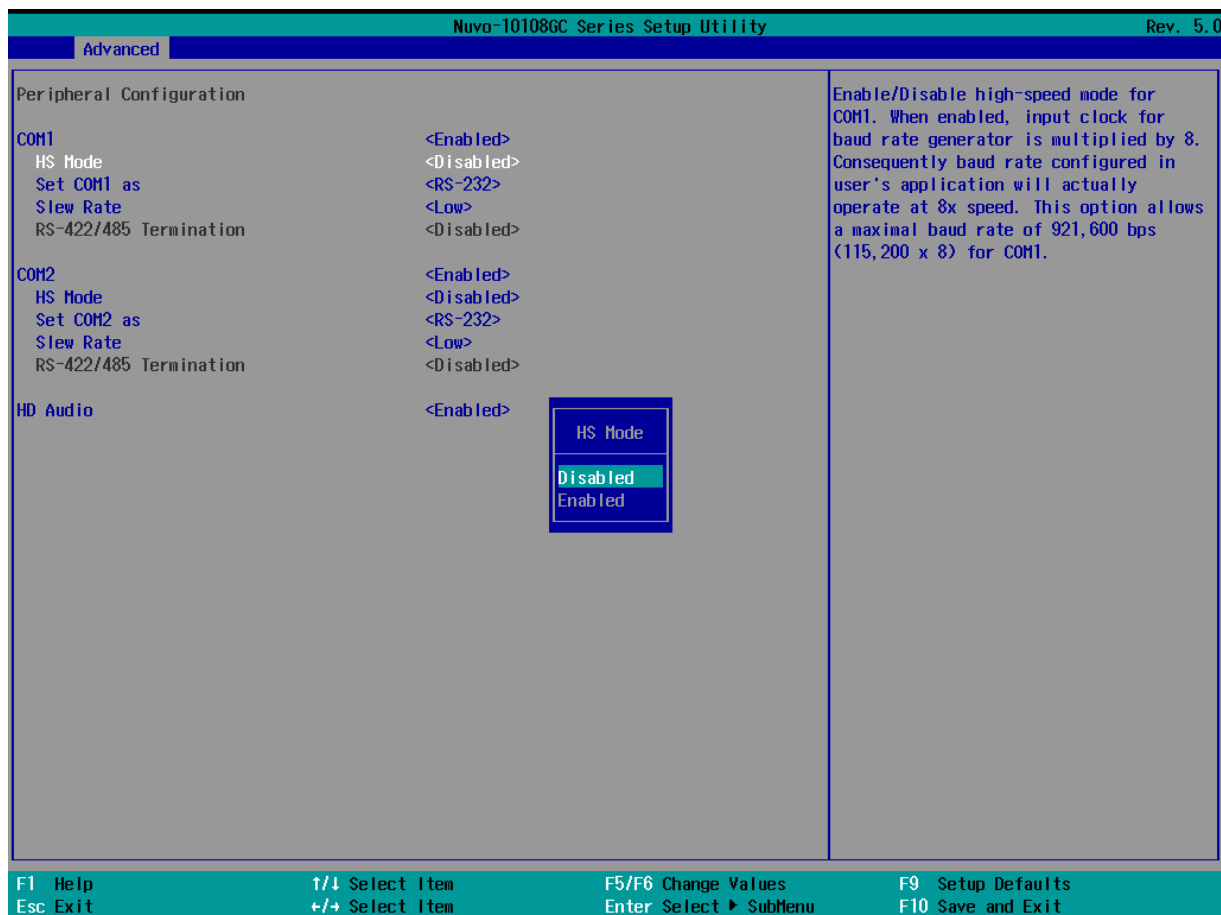 Nuvo-10108GC Series Setup Utility Rev. 5.0
Advanced
Peripheral Configuration
COM1 <Enabled>
HS Mode <Disabled>
Set COM1 as <RS-232>
Slew Rate <Low>
RS-422/485 Termination <Disabled>
COM2 <Enabled>
HS Mode <Disabled>
Set COM2 as <RS-232>
Slew Rate <Low>
RS-422/485 Termination <Disabled>
HD Audio <Enabled>
HS Mode
Disabled
Enabled
Enable/Disable high-speed mode for
COM1. When enabled, input clock for
baud rate generator is multiplied by 8.
Consequently baud rate configured in
user's application will actually
operate at 8x speed. This option allows
a maximal baud rate of 921,600 bps
(115,200 x 8) for COM1.
F1 Help ↑/↓ Select Item F5/F6 Change Values F9 Setup Defaults
Esc Exit ←/→ Select Item Enter Select ► SubMenu F10 Save and Exit